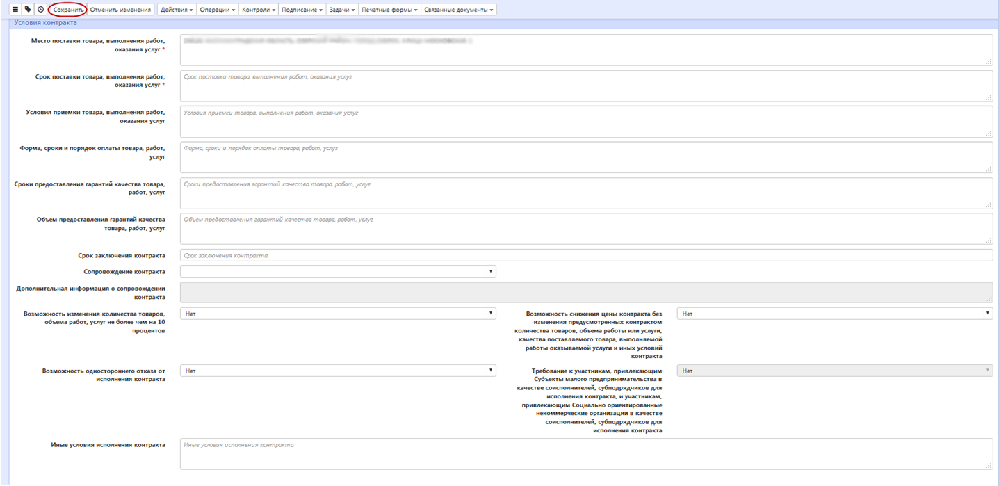 Сохранить Отменить изменения Действия Операции Контроли Подписание Задачи Печатные формы Связанные документы
Условия контракта
Место поставки товара, выполнения работ,
оказания услуг *
Срок поставки товара, выполнения работ,
оказания услуг *
Срок поставки товара, выполнения работ, оказания услуг
Условия приемки товара, выполнения работ,
оказания услуг
Условия приемки товара, выполнения работ, оказания услуг
Форма, сроки и порядок оплаты товара, работ,
услуг
Форма, сроки и порядок оплаты товара, работ, услуг
Сроки предоставления гарантий качества товара,
работ, услуг
Сроки предоставления гарантий качества товара, работ, услуг
Объем предоставления гарантий качества
товара, работ, услуг
Объем предоставления гарантий качества товара, работ, услуг
Срок заключения контракта
Срок заключения контракта
Сопровождение контракта
Дополнительная информация о сопровождении
контракта
Возможность изменения количества товаров,
объема работ, услуг не более чем на 10
процентов
Нет
Возможность снижения цены контракта без
изменения предусмотренных контрактом
количества товаров, объема работы или услуги,
качества поставляемого товара, выполняемой
работы оказываемой услуги и иных условий
контракта
Нет
Возможность одностороннего отказа от
исполнения контракта
Нет
Требование к участникам, привлекающим
Субъекты малого предпринимательства в
качестве соисполнителей, субподрядчиков для
исполнения контракта, и участникам,
привлекающим Социально ориентированные
некоммерческие организации в качестве
соисполнителей, субподрядчиков для
исполнения контракта
Нет
Иные условия исполнения контракта
Иные условия исполнения контракта